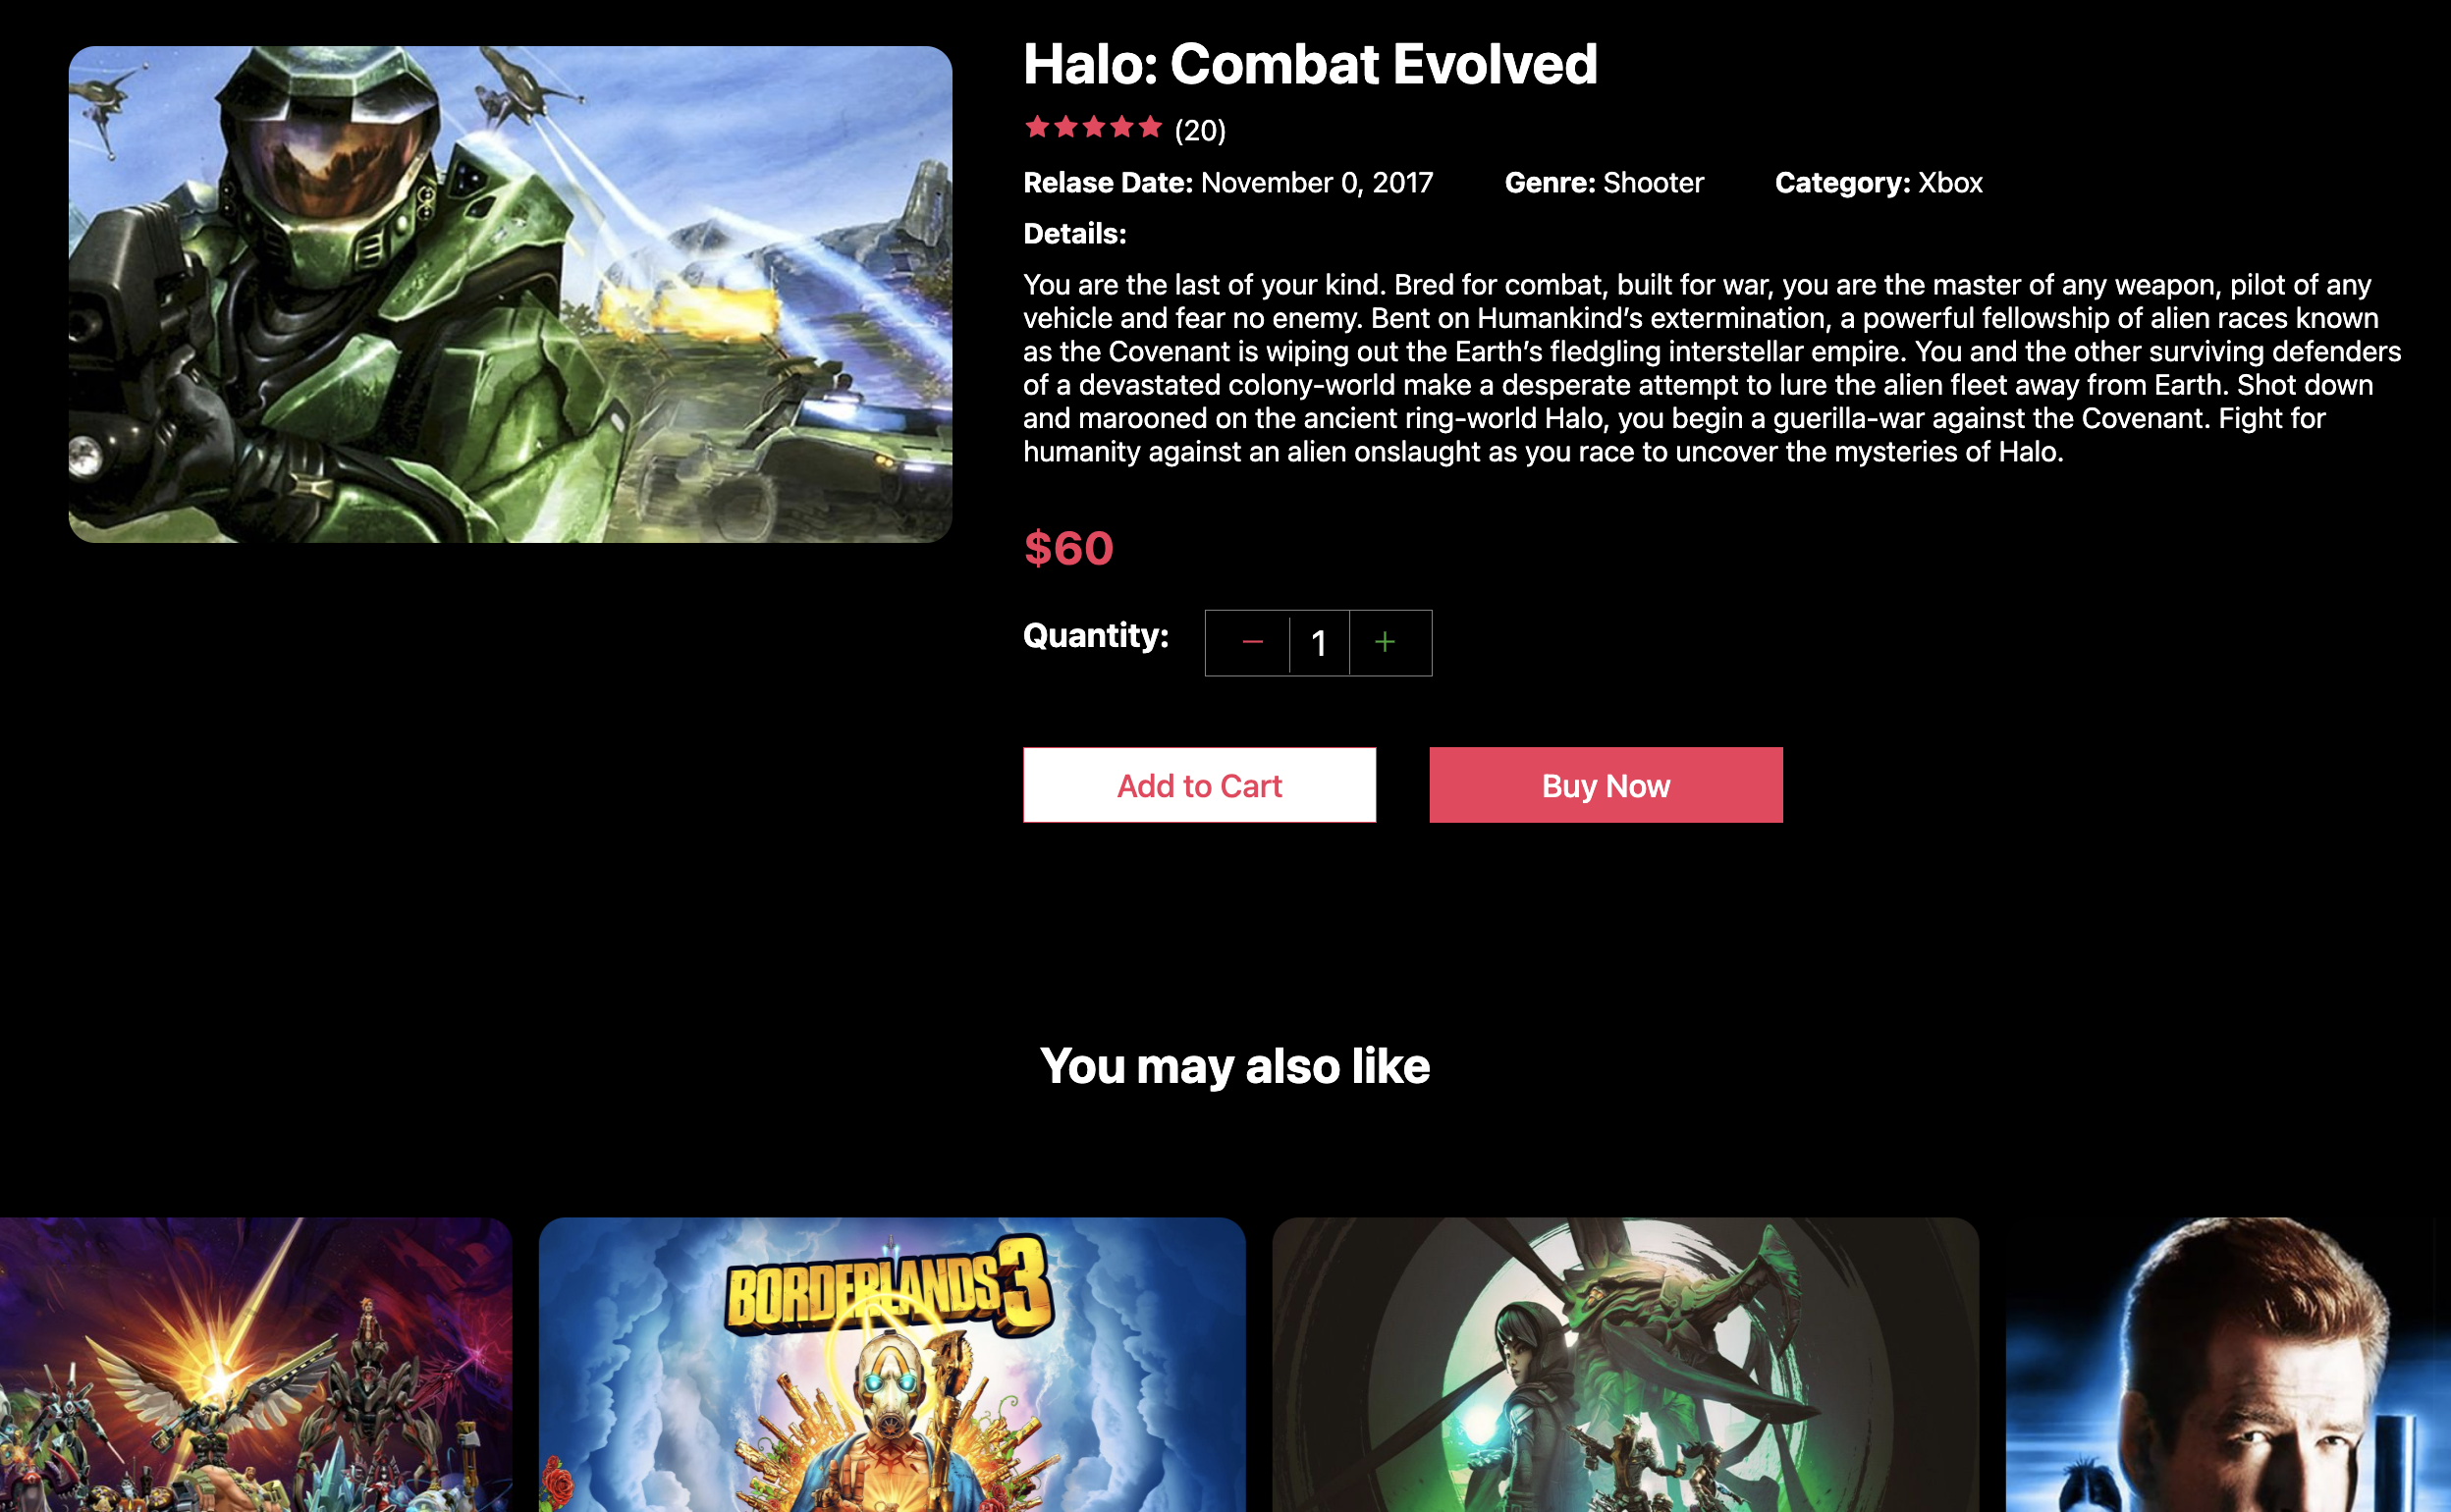 Halo: Combat Evolved
(20)
Relase Date: November 0, 2017 Genre: Shooter Category: Xbox
Details:
You are the last of your kind. Bred for combat, built for war, you are the master of any weapon, pilot of any
vehicle and fear no enemy. Bent on Humankind’s extermination, a powerful fellowship of alien races known
as the Covenant is wiping out the Earth’s fledgling interstellar empire. You and the other surviving defenders
of a devastated colony-world make a desperate attempt to lure the alien fleet away from Earth. Shot down
and marooned on the ancient ring-world Halo, you begin a guerilla-war against the Covenant. Fight for
humanity against an alien onslaught as you race to uncover the mysteries of Halo.
$60
Quantity: − 1 +
Add to Cart Buy Now
You may also like
BORDERLANDS 3